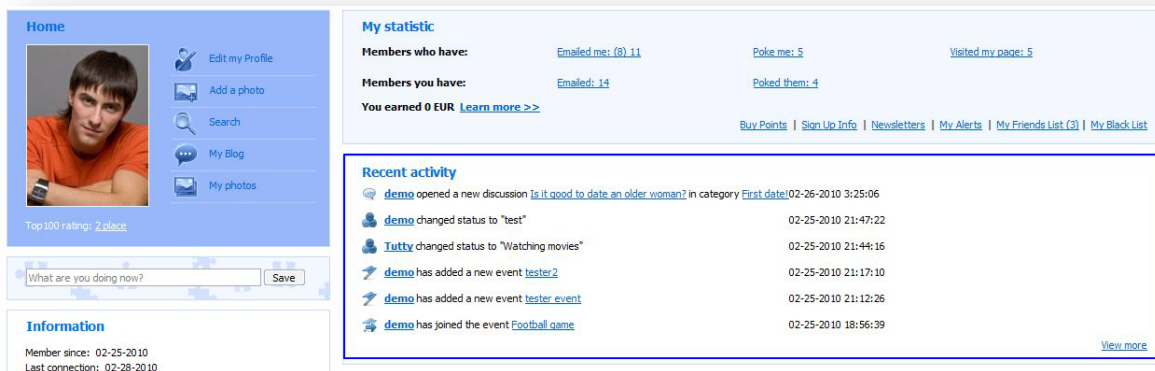 Home
Edit my Profile
Add a photo
Search
My Blog
My photos
Top100 rating: 2 place
What are you doing now?
Save
Information
Member since: 02-25-2010
Last connection: 02-28-2010
My statistic
Members who have: Emailed me: (8) 11 Poke me: 5 Visited my page: 5
Members you have: Emailed: 14 Poked them: 4
You earned 0 EUR Learn more >>
Buy Points | Sign Up Info | Newsletters | My Alerts | My Friends List (3) | My Black List
Recent activity
demo opened a new discussion Is it good to date an older woman? in category First date! 02-26-2010 3:25:06
demo changed status to "test" 02-25-2010 21:47:22
Tutty changed status to "Watching movies" 02-25-2010 21:44:16
demo has added a new event tester2 02-25-2010 21:17:10
demo has added a new event tester event 02-25-2010 21:12:26
demo has joined the event Football game 02-25-2010 18:56:39
View more